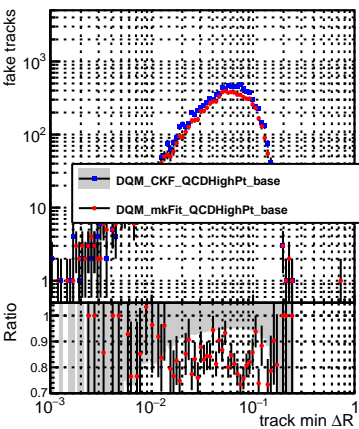 fake tracks
10³
10²
10
1
DQM_CKF_QCDHighPt_base
DQM_mkFit_QCDHighPt_base
Ratio
1
0.9
0.8
0.7
10⁻³ 10⁻² 10⁻¹ 1
track min ΔR